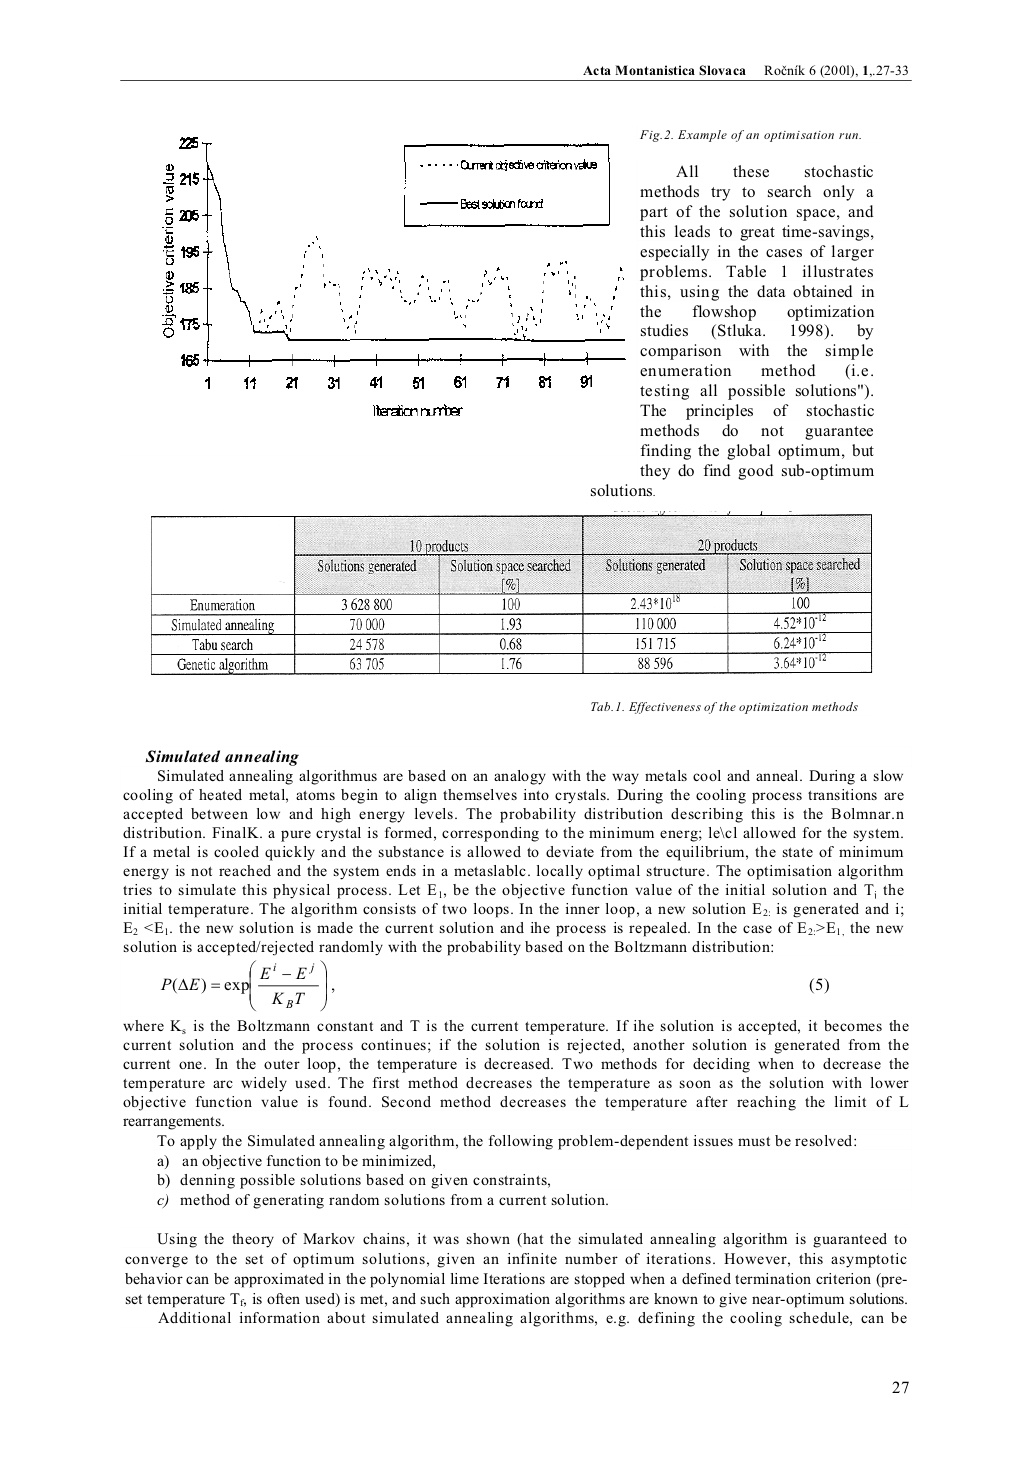 Acta Montanistica Slovaca Ročník 6 (2001), 1,.27-33
225
215
205
195
185
175
165
Objective criterion value
Current objective criterion value
Best solution found
1 11 21 31 41 51 61 71 81 91
Iteration number
Fig.2. Example of an optimisation run.
All these stochastic
methods try to search only a
part of the solution space, and
this leads to great time-savings,
especially in the cases of larger
problems. Table 1 illustrates
this, using the data obtained in
the flowshop optimization
studies (Stluka. 1998). by
comparison with the simple
enumeration method (i.e.
testing all possible solutions").
The principles of stochastic
methods do not guarantee
finding the global optimum, but
they do find good sub-optimum
solutions.
10 products 20 products
Solutions generated Solution space searched [%] Solutions generated Solution space searched [%]
Enumeration 3 628 800 100 2.43*10^18 100
Simulated annealing 70 000 1.93 110 000 4.52*10^-12
Tabu search 24 578 0.68 151 715 6.24*10^-12
Genetic algorithm 63 705 1.76 88 596 3.64*10^-12
Tab.1. Effectiveness of the optimization methods
Simulated annealing
Simulated annealing algorithmus are based on an analogy with the way metals cool and anneal. During a slow
cooling of heated metal, atoms begin to align themselves into crystals. During the cooling process transitions are
accepted between low and high energy levels. The probability distribution describing this is the Bolmnar.n
distribution. FinalK. a pure crystal is formed, corresponding to the minimum energ; le\cl allowed for the system.
If a metal is cooled quickly and the substance is allowed to deviate from the equilibrium, the state of minimum
energy is not reached and the system ends in a metaslablc. locally optimal structure. The optimisation algorithm
tries to simulate this physical process. Let E₁, be the objective function value of the initial solution and Tᵢ the
initial temperature. The algorithm consists of two loops. In the inner loop, a new solution E₂: is generated and i;
E₂ <E₁. the new solution is made the current solution and ihe process is repealed. In the case of E₂:>E₁, the new
solution is accepted/rejected randomly with the probability based on the Boltzmann distribution:
P(ΔE) = exp((E^i − E^j) / (K_B T)), (5)
where Kₛ is the Boltzmann constant and T is the current temperature. If ihe solution is accepted, it becomes the
current solution and the process continues; if the solution is rejected, another solution is generated from the
current one. In the outer loop, the temperature is decreased. Two methods for deciding when to decrease the
temperature arc widely used. The first method decreases the temperature as soon as the solution with lower
objective function value is found. Second method decreases the temperature after reaching the limit of L
rearrangements.
To apply the Simulated annealing algorithm, the following problem-dependent issues must be resolved:
a) an objective function to be minimized,
b) denning possible solutions based on given constraints,
c) method of generating random solutions from a current solution.
Using the theory of Markov chains, it was shown (hat the simulated annealing algorithm is guaranteed to
converge to the set of optimum solutions, given an infinite number of iterations. However, this asymptotic
behavior can be approximated in the polynomial lime Iterations are stopped when a defined termination criterion (pre-
set temperature T_f, is often used) is met, and such approximation algorithms are known to give near-optimum solutions.
Additional information about simulated annealing algorithms, e.g. defining the cooling schedule, can be
27